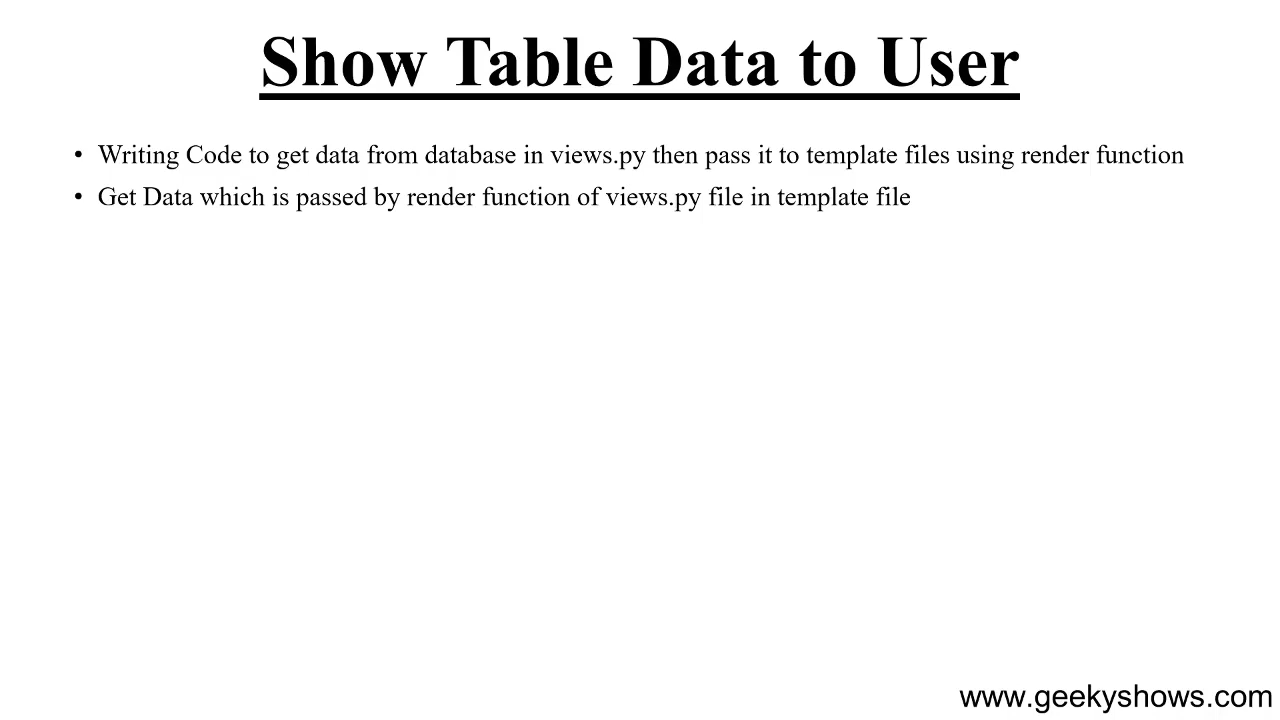 Show Table Data to User
• Writing Code to get data from database in views.py then pass it to template files using render function
• Get Data which is passed by render function of views.py file in template file
www.geekyshows.com